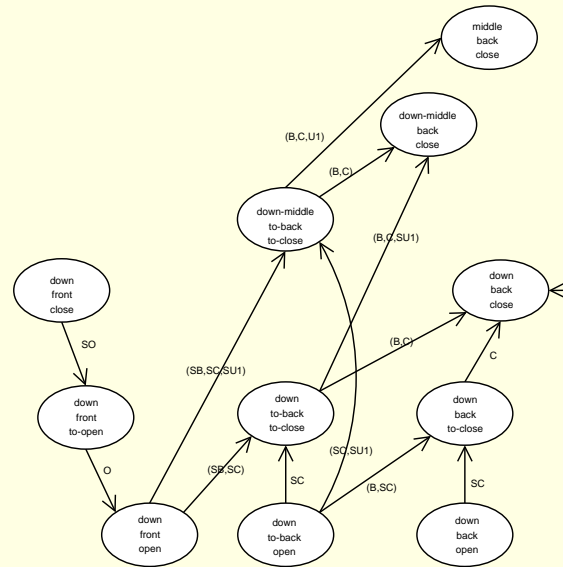 middle
back
close
down-middle
back
close
(B,C,U1)
(B,C)
down-middle
to-back
to-close
(B,C,SU1)
down
front
close
down
back
close
SO
(B,C)
C
(SB,SC,SU1)
down
front
to-open
down
to-back
to-close
down
back
to-close
(SC,SU1)
O
(SB,SC)
SC
(B,SC)
SC
down
front
open
down
to-back
open
down
back
open